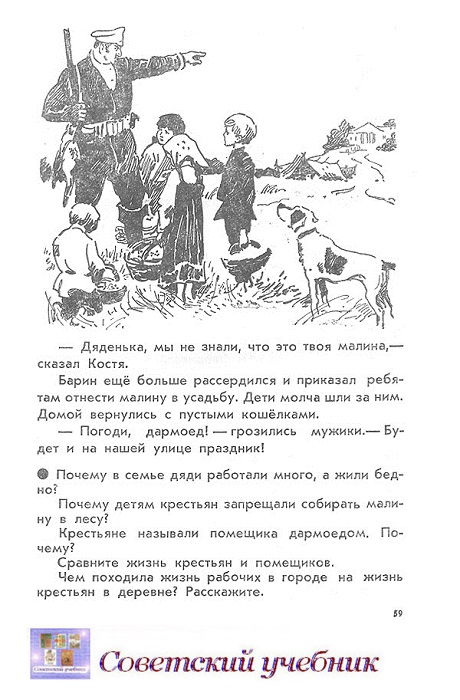 — Дяденька, мы не знали, что это твоя малина,—
сказал Костя.
Барин ещё больше рассердился и приказал ребя-
там отнести малину в усадьбу. Дети молча шли за ним.
Домой вернулись с пустыми кошёлками.
— Погоди, дармоед! — грозились мужики.— Бу-
дет и на нашей улице праздник!
● Почему в семье дяди работали много, а жили бед-
но?
Почему детям крестьян запрещали собирать мали-
ну в лесу?
Крестьяне называли помещика дармоедом. По-
чему?
Сравните жизнь крестьян и помещиков.
Чем походила жизнь рабочих в городе на жизнь
крестьян в деревне? Расскажите.
59
Советский учебник